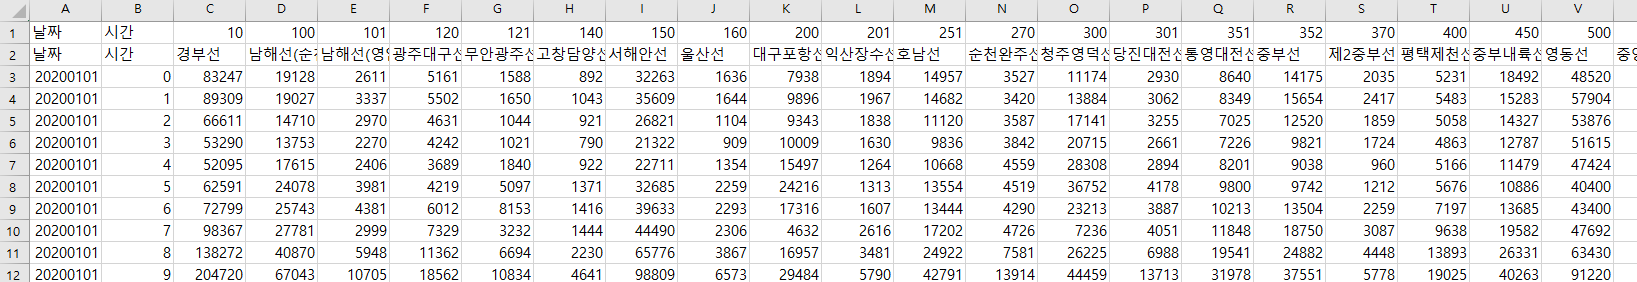 A B C D E F G H I J K L M N O P Q R S T U V
1 날짜 시간 10 100 101 120 121 140 150 160 200 201 251 270 300 301 351 352 370 400 450 500
2 날짜 시간 경부선 남해선(순천 남해선(영암 광주대구선 무안광주선 고창담양선 서해안선 울산선 대구포항선 익산장수선 호남선 순천완주선 청주영덕선 당진대전선 통영대전선 중부선 제2중부선 평택제천선 중부내륙선 영동선 중앙
3 20200101 0 83247 19128 2611 5161 1588 892 32263 1636 7938 1894 14957 3527 11174 2930 8640 14175 2035 5231 18492 48520
4 20200101 1 89309 19027 3337 5502 1650 1043 35609 1644 9896 1967 14682 3420 13884 3062 8349 15654 2417 5483 15283 57904
5 20200101 2 66611 14710 2970 4631 1044 921 26821 1104 9343 1838 11120 3587 17141 3255 7025 12520 1859 5058 14327 53876
6 20200101 3 53290 13753 2270 4242 1021 790 21322 909 10009 1630 9836 3842 20715 2661 7226 9821 1724 4863 12787 51615
7 20200101 4 52095 17615 2406 3689 1840 922 22711 1354 15497 1264 10668 4559 28308 2894 8201 9038 960 5166 11479 47424
8 20200101 5 62591 24078 3981 4219 5097 1371 32685 2259 24216 1313 13554 4519 36752 4178 9800 9742 1212 5676 10886 40400
9 20200101 6 72799 25743 4381 6012 8153 1416 39633 2293 17316 1607 13444 4290 23213 3887 10213 13504 2259 7197 13685 43400
10 20200101 7 98367 27781 2999 7329 3232 1444 44490 2306 4632 2616 17202 4726 7236 4051 11848 18750 3087 9638 19582 47692
11 20200101 8 138272 40870 5948 11362 6694 2230 65776 3867 16957 3481 24922 7581 26225 6988 19541 24882 4448 13893 26331 63430
12 20200101 9 204720 67043 10705 18562 10834 4641 98809 6573 29484 5790 42791 13914 44459 13713 31978 37551 5778 19025 40263 91220